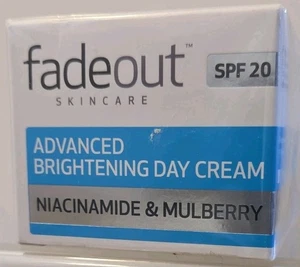 fadeout™
SPF 20
SKINCARE
ADVANCED
BRIGHTENING DAY CREAM
NIACINAMIDE & MULBERRY